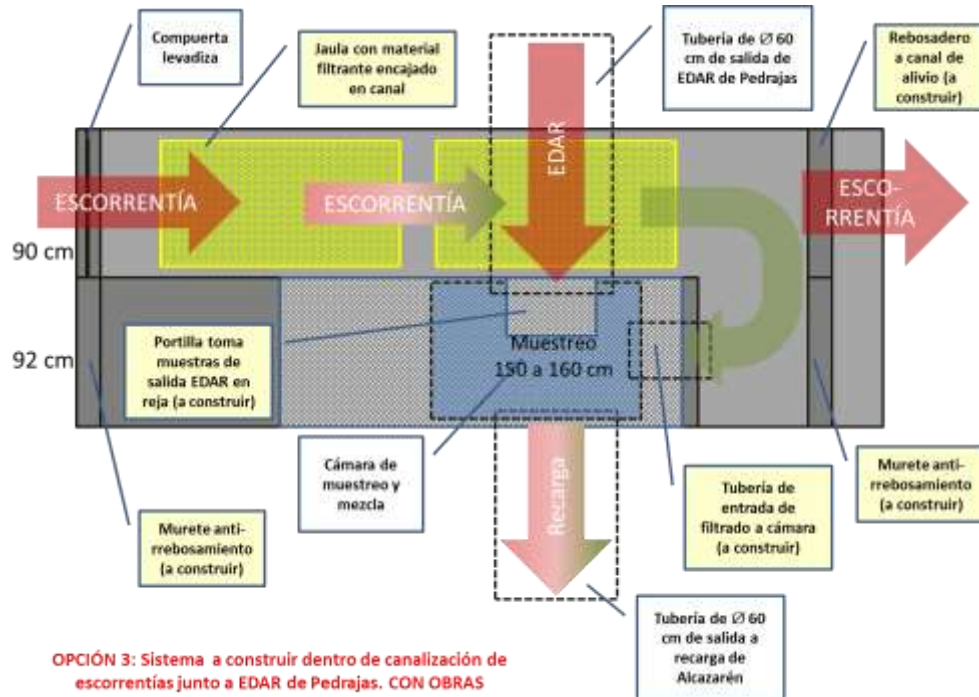 Compuerta
levadiza
Jaula con material
filtrante encajado
en canal
Tubería de Ø 60
cm de salida de
EDAR de Pedrajas
Rebosadero
a canal de
alivio (a
construir)
EDAR
ESCORRENTÍA
ESCORRENTÍA
ESCO-
RRENTÍA
90 cm
92 cm
Portilla toma
muestras de
salida EDAR en
reja (a construir)
Muestreo
150 a 160 cm
Cámara de
muestreo y
mezcla
Recarga
Murete anti-
rrebosamiento
(a construir)
Tubería de
entrada de
filtrado a cámara
(a construir)
Murete anti-
rrebosamiento
(a construir)
Tubería de Ø 60
cm de salida a
recarga de
Alcazarén
OPCIÓN 3: Sistema a construir dentro de canalización de
escorrentías junto a EDAR de Pedrajas. CON OBRAS